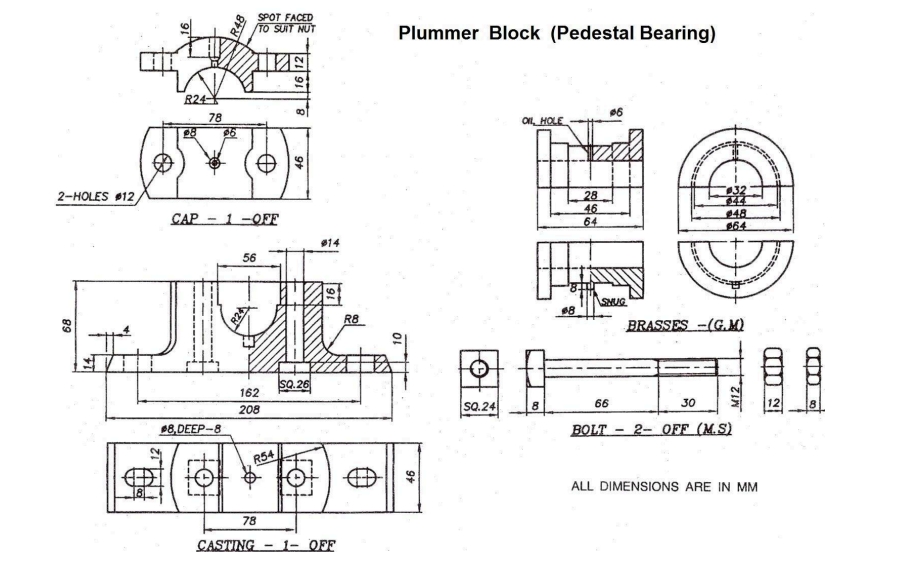 Plummer Block (Pedestal Bearing)
16
R48
SPOT FACED
TO SUIT NUT
12
16
8
R24
78
ø8
ø6
46
2-HOLES ø12
CAP - 1 -OFF
ø14
56
16
68
R24
R8
4
14
10
SQ.26
162
208
ø8,DEEP-8
R54
12
8
46
78
CASTING - 1- OFF
ø6
OIL HOLE
28
46
64
ø32
ø44
ø48
ø64
8
ø8
SNUG
BRASSES -(G.M)
SQ.24
8
66
30
M12
12
8
BOLT - 2- OFF (M.S)
ALL DIMENSIONS ARE IN MM